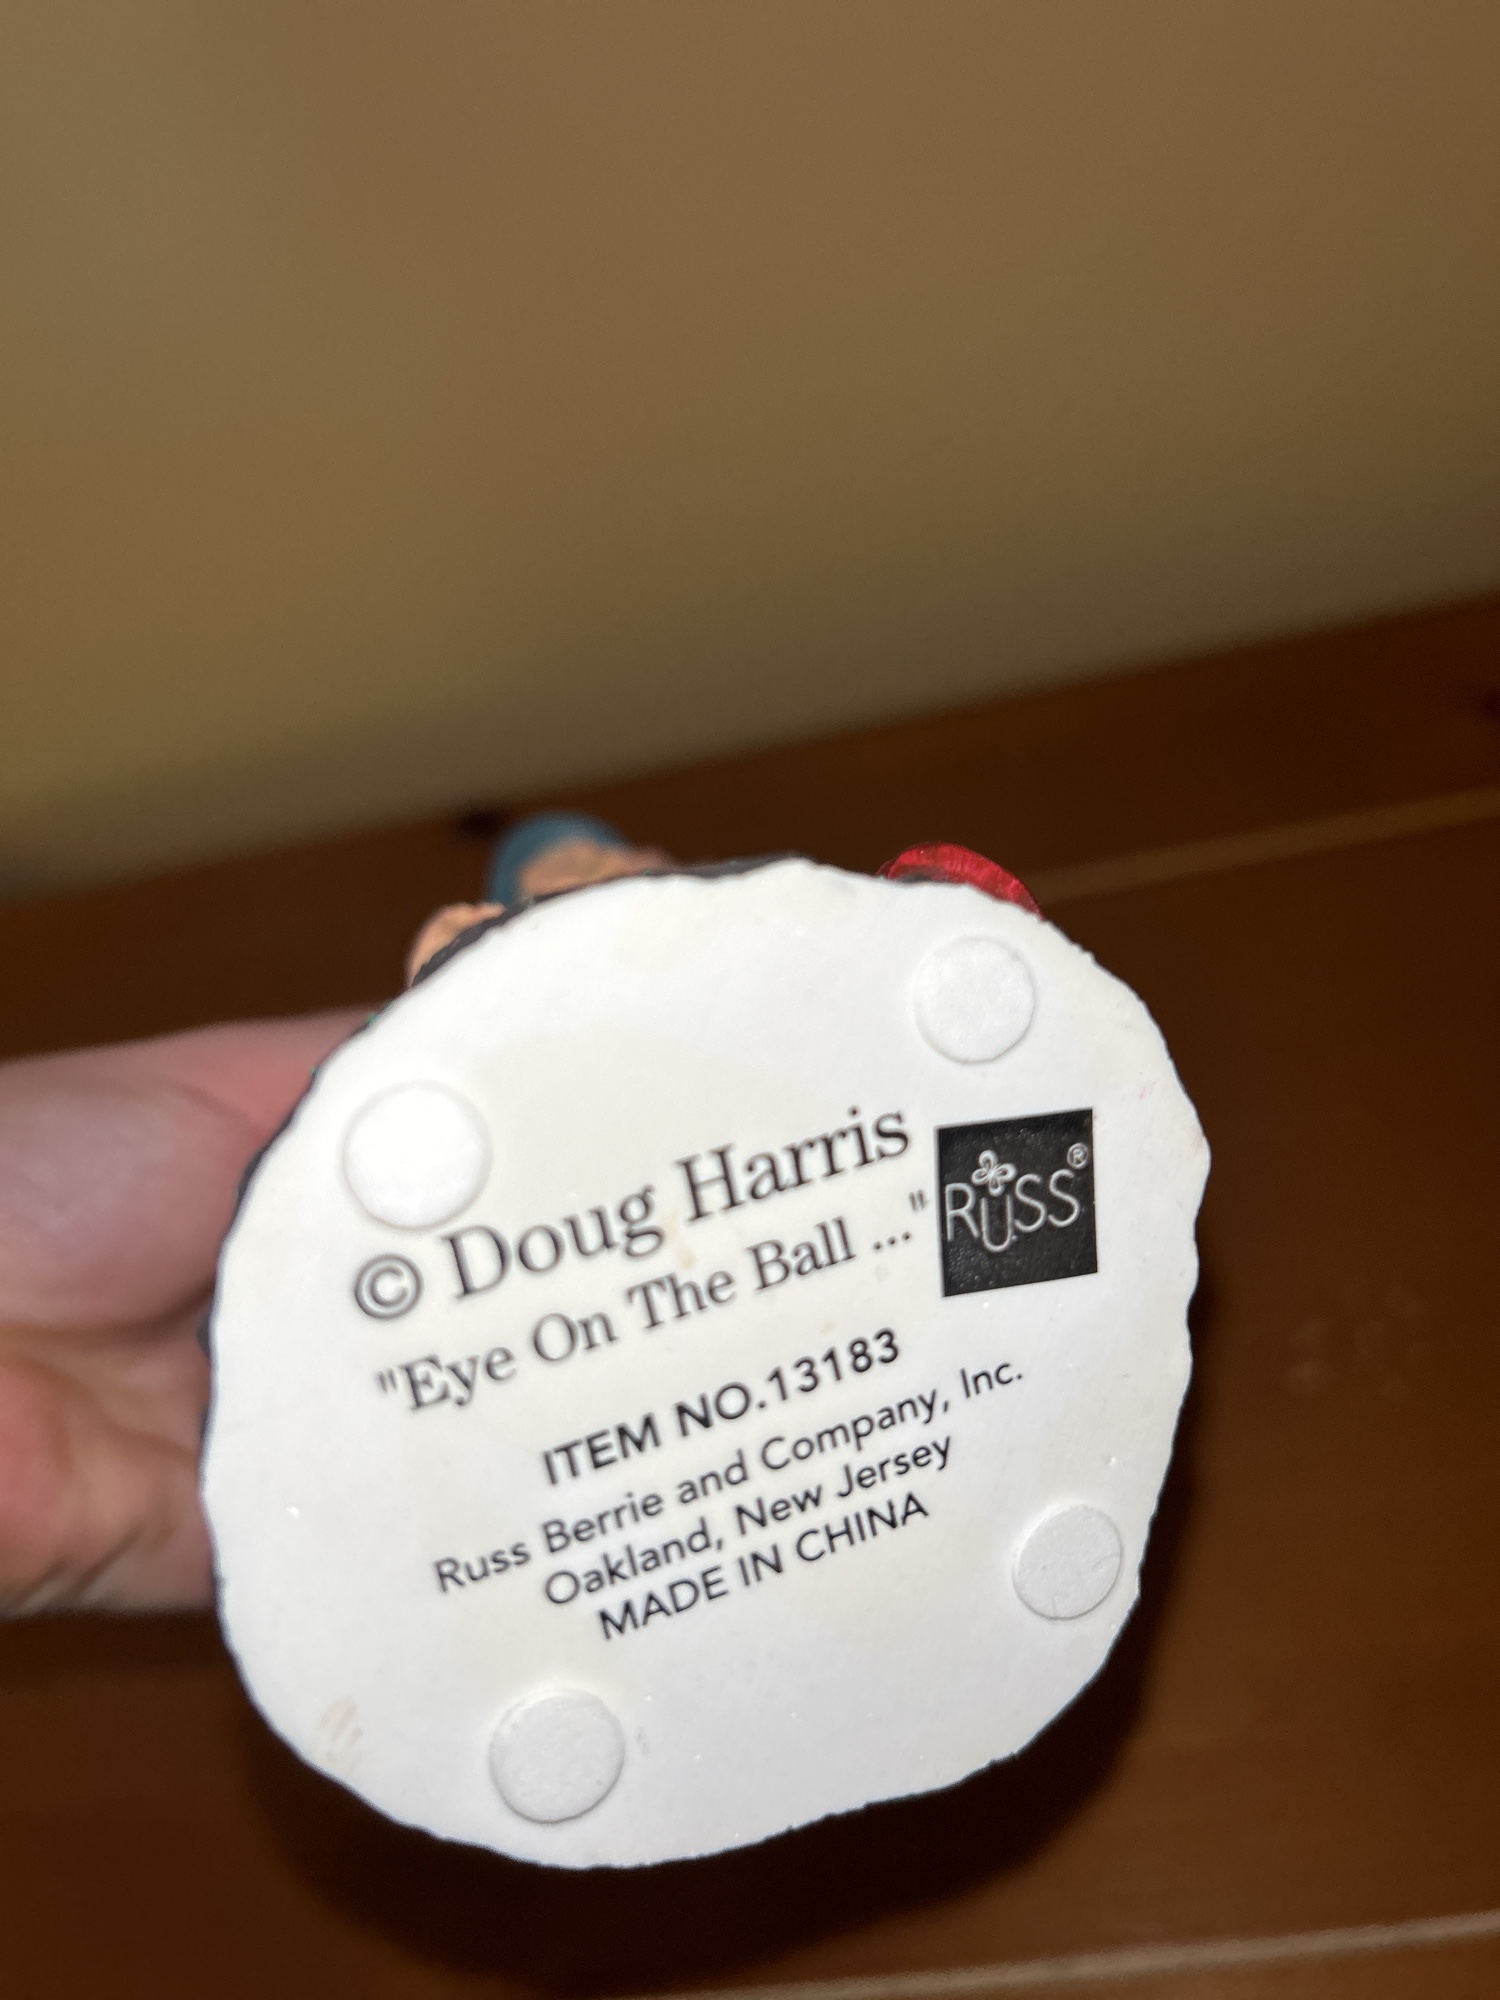 © Doug Harris
"Eye On The Ball ..."
RUSS®
ITEM NO.13183
Russ Berrie and Company, Inc.
Oakland, New Jersey
MADE IN CHINA